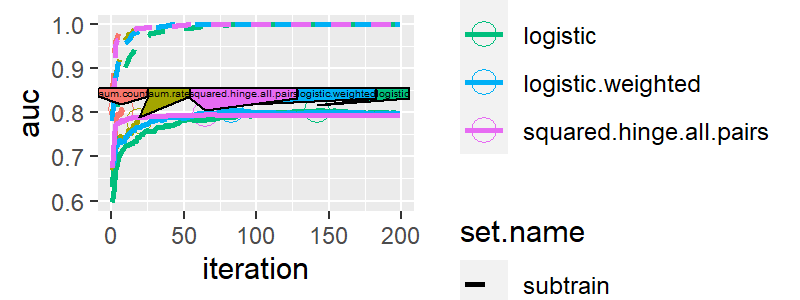 1.0
0.9
0.8
0.7
0.6
auc
aum.count
aum.rate
squared.hinge.all.pairs
logistic.weighted
logistic
0
50
100
150
200
iteration
logistic
logistic.weighted
squared.hinge.all.pairs
set.name
subtrain